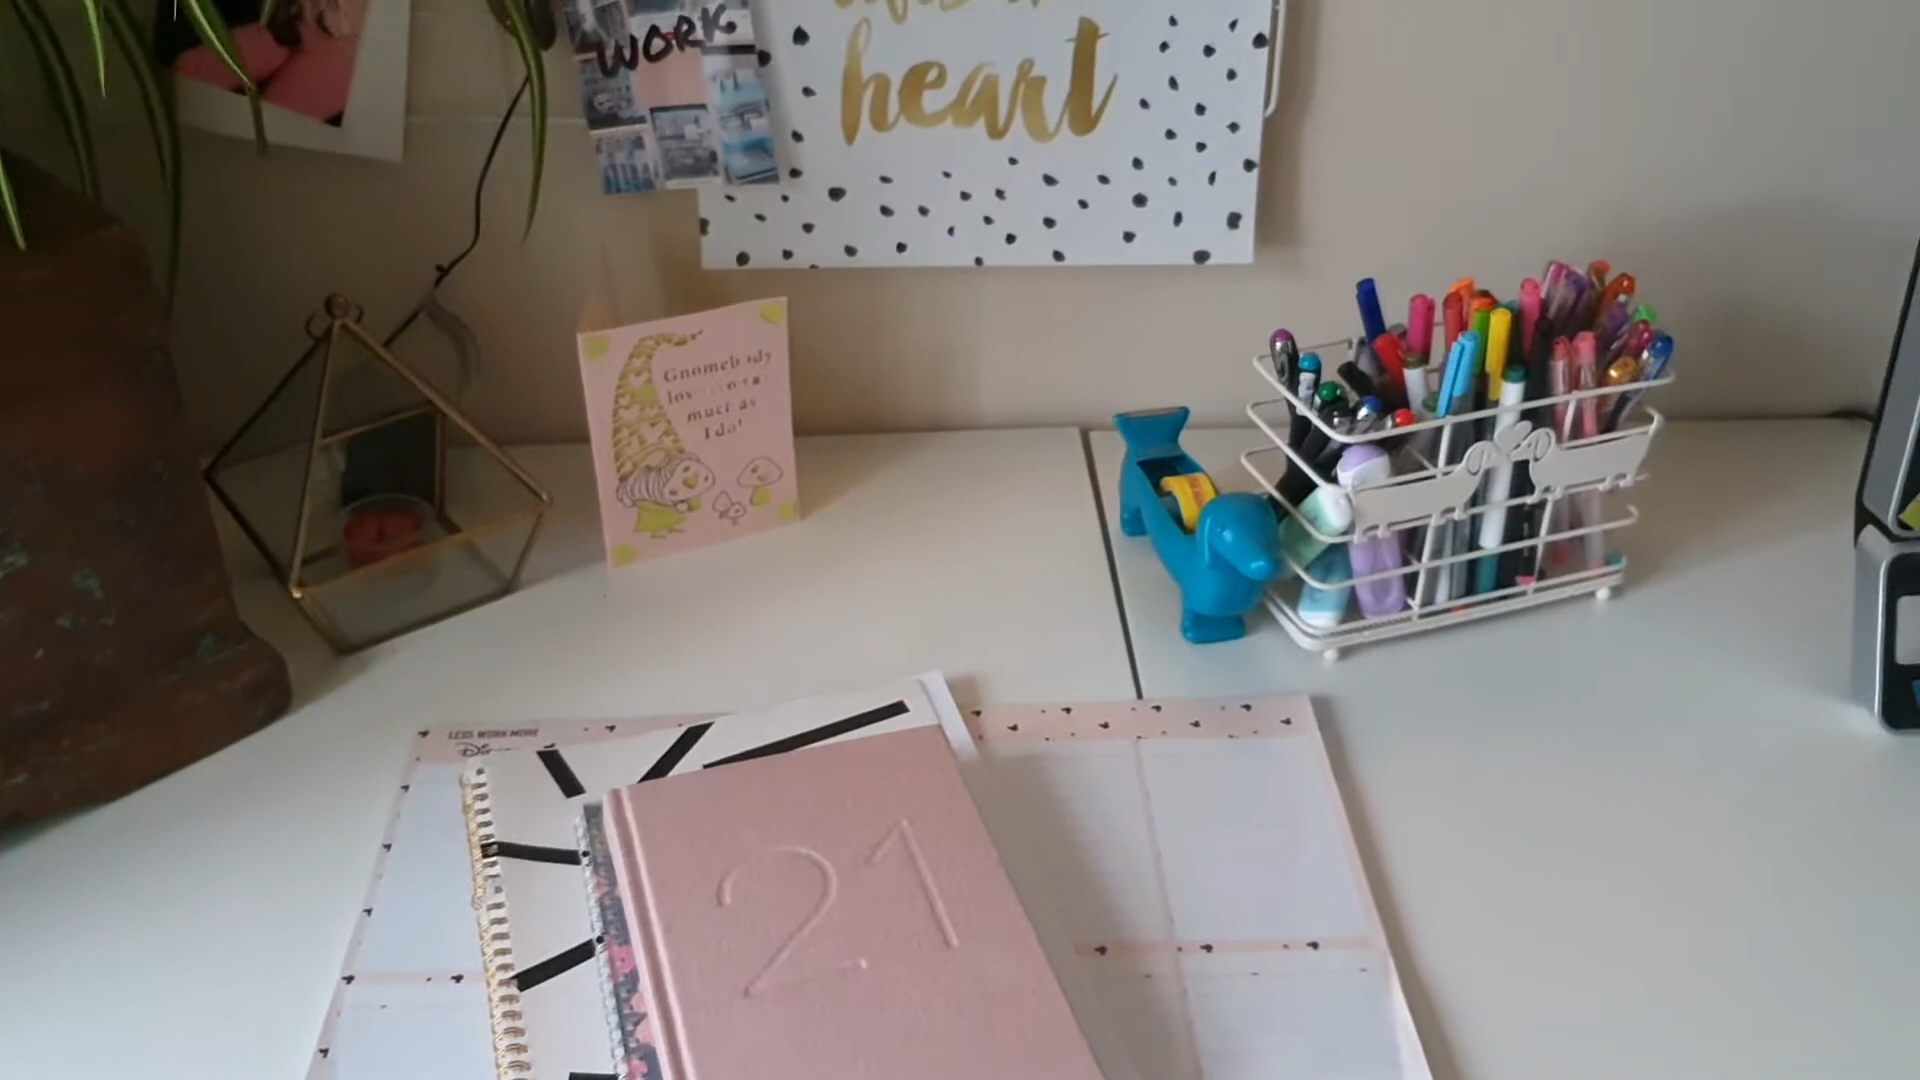 WORK
heart
Gnomebody
much as
I do!
LESS WORK MORE
21